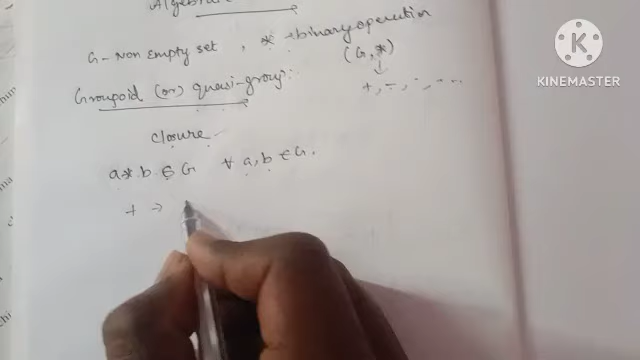 G - Non Empty set , * → binary operation
(G, *)
↓
+, -, ·, - ...
Groupoid (or) quasi-group :-
closure -
a * b ∈ G ∀ a, b ∈ G,
+ →
KINEMASTER